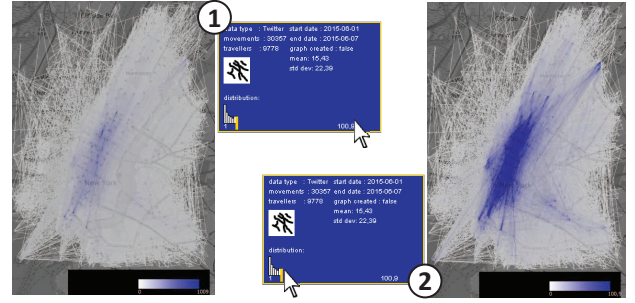 1
data type : Twitter start date : 2015-06-01
movements : 30357 end date : 2015-06-07
travellers : 9778 graph created : false
mean: 15,43
std dev: 22,39
distribution:
1 100,9
0 1009
data type : Twitter start date : 2015-06-01
movements : 30357 end date : 2015-06-07
travellers : 9778 graph created : false
mean: 15,43
std dev: 22,39
distribution:
1 100,9
2
0 100,9